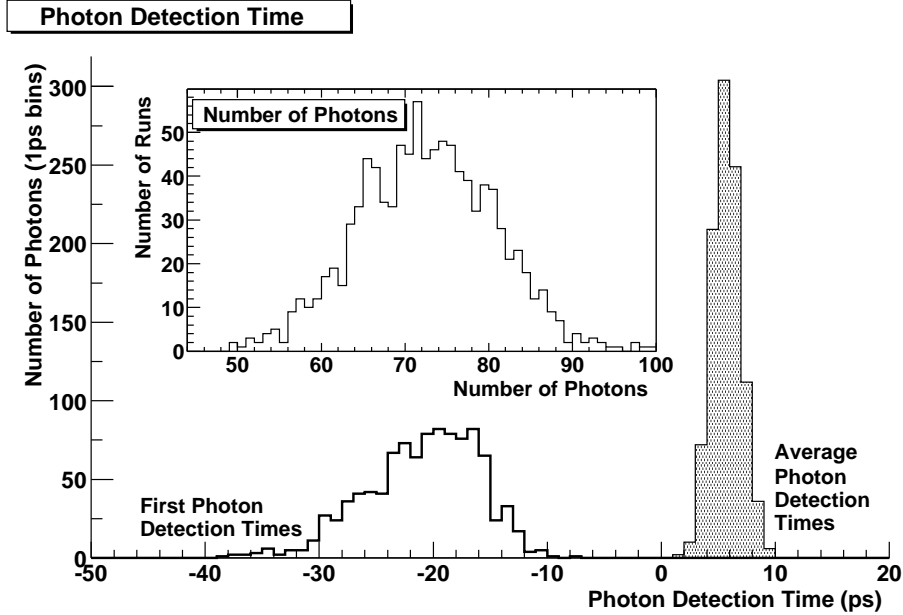 Photon Detection Time
Number of Photons (1ps bins)
300
250
200
150
100
50
0
-50 -40 -30 -20 -10 0 10 20
Photon Detection Time (ps)
Number of Photons
Number of Runs
50
40
30
20
10
0
50 60 70 80 90 100
Number of Photons
First Photon
Detection Times
Average
Photon
Detection
Times